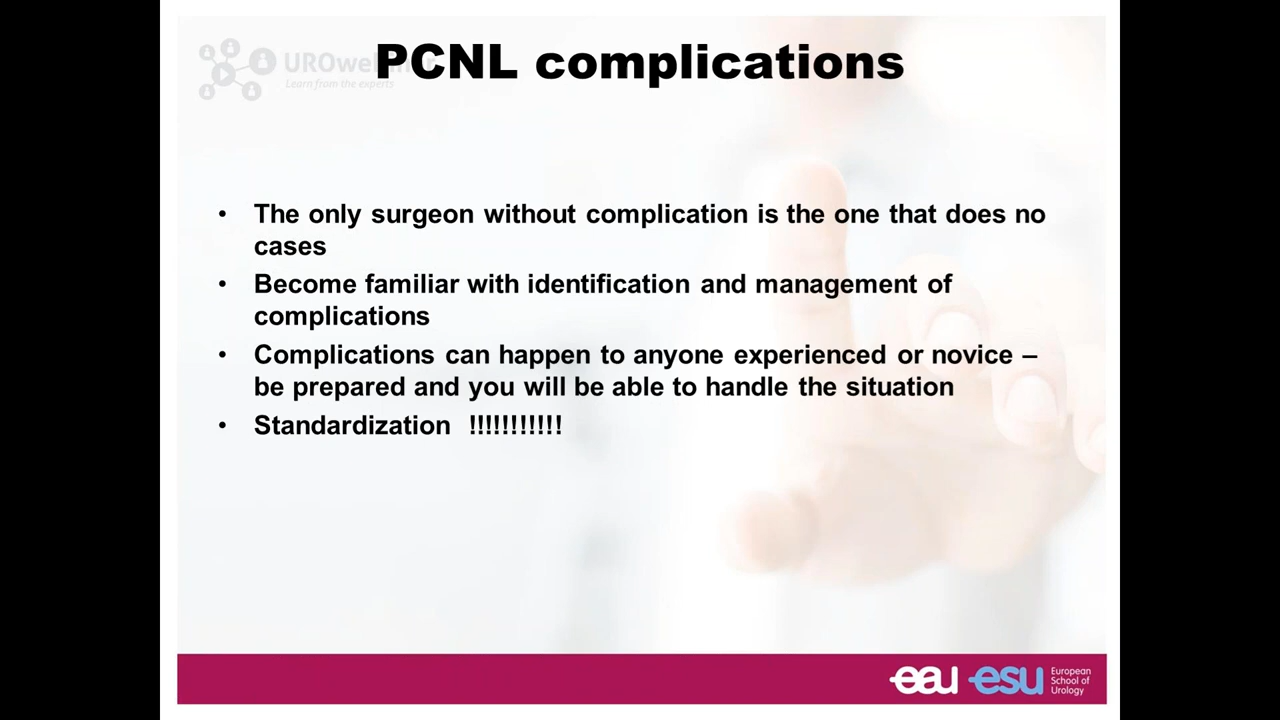 PCNL complications
Learn from the experts
• The only surgeon without complication is the one that does no
cases
• Become familiar with identification and management of
complications
• Complications can happen to anyone experienced or novice –
be prepared and you will be able to handle the situation
• Standardization !!!!!!!!!!!
eau esu
European
School of
Urology